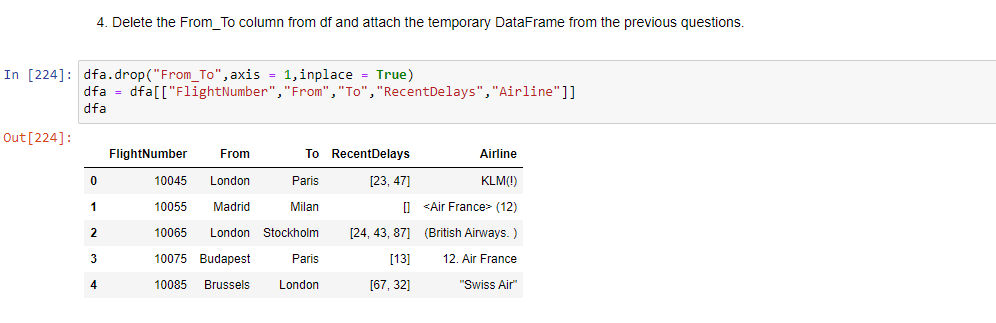 4. Delete the From_To column from df and attach the temporary DataFrame from the previous questions.
In [224]: dfa.drop("From_To",axis = 1,inplace = True)
dfa = dfa[["FlightNumber","From","To","RecentDelays","Airline"]]
dfa
Out[224]:
FlightNumber From To RecentDelays Airline
0 10045 London Paris [23, 47] KLM(!)
1 10055 Madrid Milan [] <Air France> (12)
2 10065 London Stockholm [24, 43, 87] (British Airways. )
3 10075 Budapest Paris [13] 12. Air France
4 10085 Brussels London [67, 32] "Swiss Air"